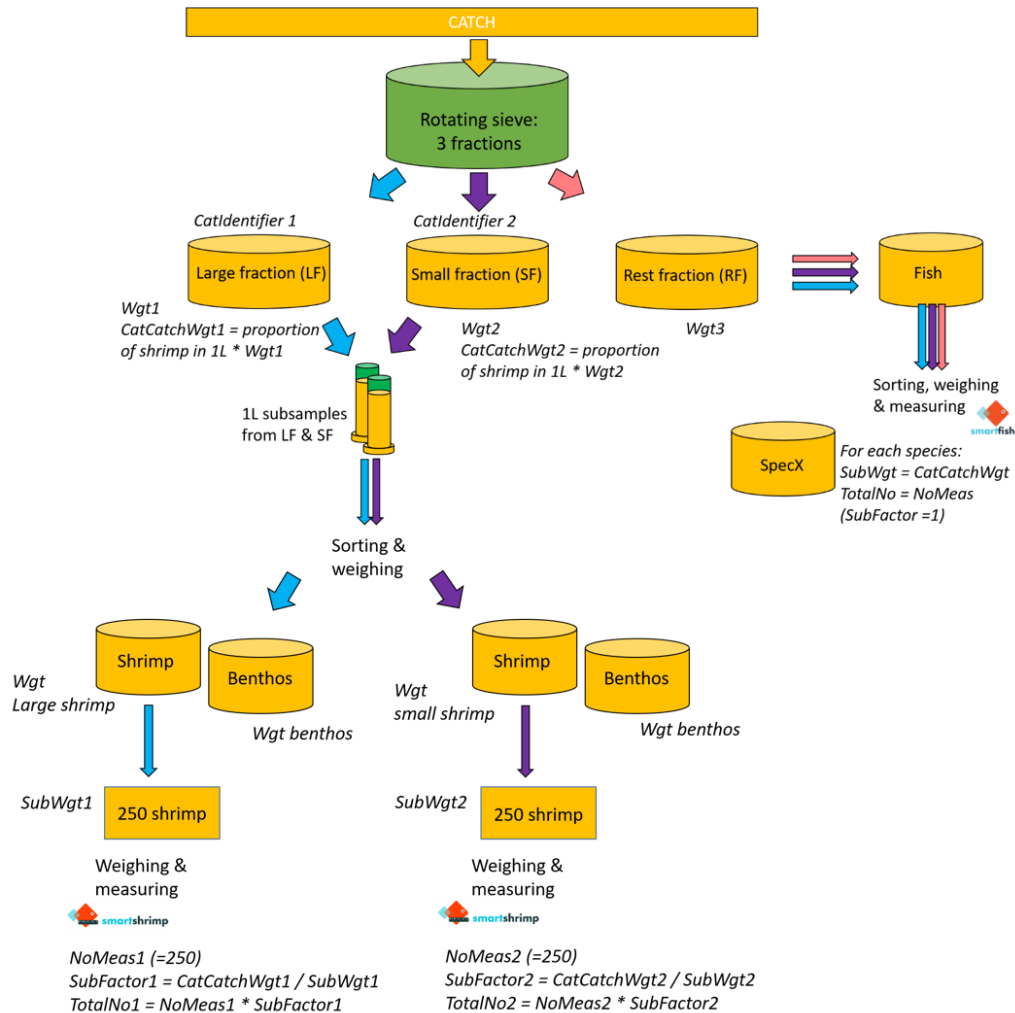 CATCH
Rotating sieve:
3 fractions
CatIdentifier 1
CatIdentifier 2
Large fraction (LF)
Small fraction (SF)
Rest fraction (RF)
Fish
Wgt1
CatCatchWgt1 = proportion
of shrimp in 1L * Wgt1
Wgt2
CatCatchWgt2 = proportion
of shrimp in 1L * Wgt2
Wgt3
Sorting, weighing
& measuring
smartfish
1L subsamples
from LF & SF
SpecX
For each species:
SubWgt = CatCatchWgt
TotalNo = NoMeas
(SubFactor =1)
Sorting &
weighing
Shrimp
Benthos
Wgt
Large shrimp
Wgt benthos
Shrimp
Benthos
Wgt
small shrimp
Wgt benthos
SubWgt1
250 shrimp
SubWgt2
250 shrimp
Weighing &
measuring
smartshrimp
Weighing &
measuring
smartshrimp
NoMeas1 (=250)
SubFactor1 = CatCatchWgt1 / SubWgt1
TotalNo1 = NoMeas1 * SubFactor1
NoMeas2 (=250)
SubFactor2 = CatCatchWgt2 / SubWgt2
TotalNo2 = NoMeas2 * SubFactor2